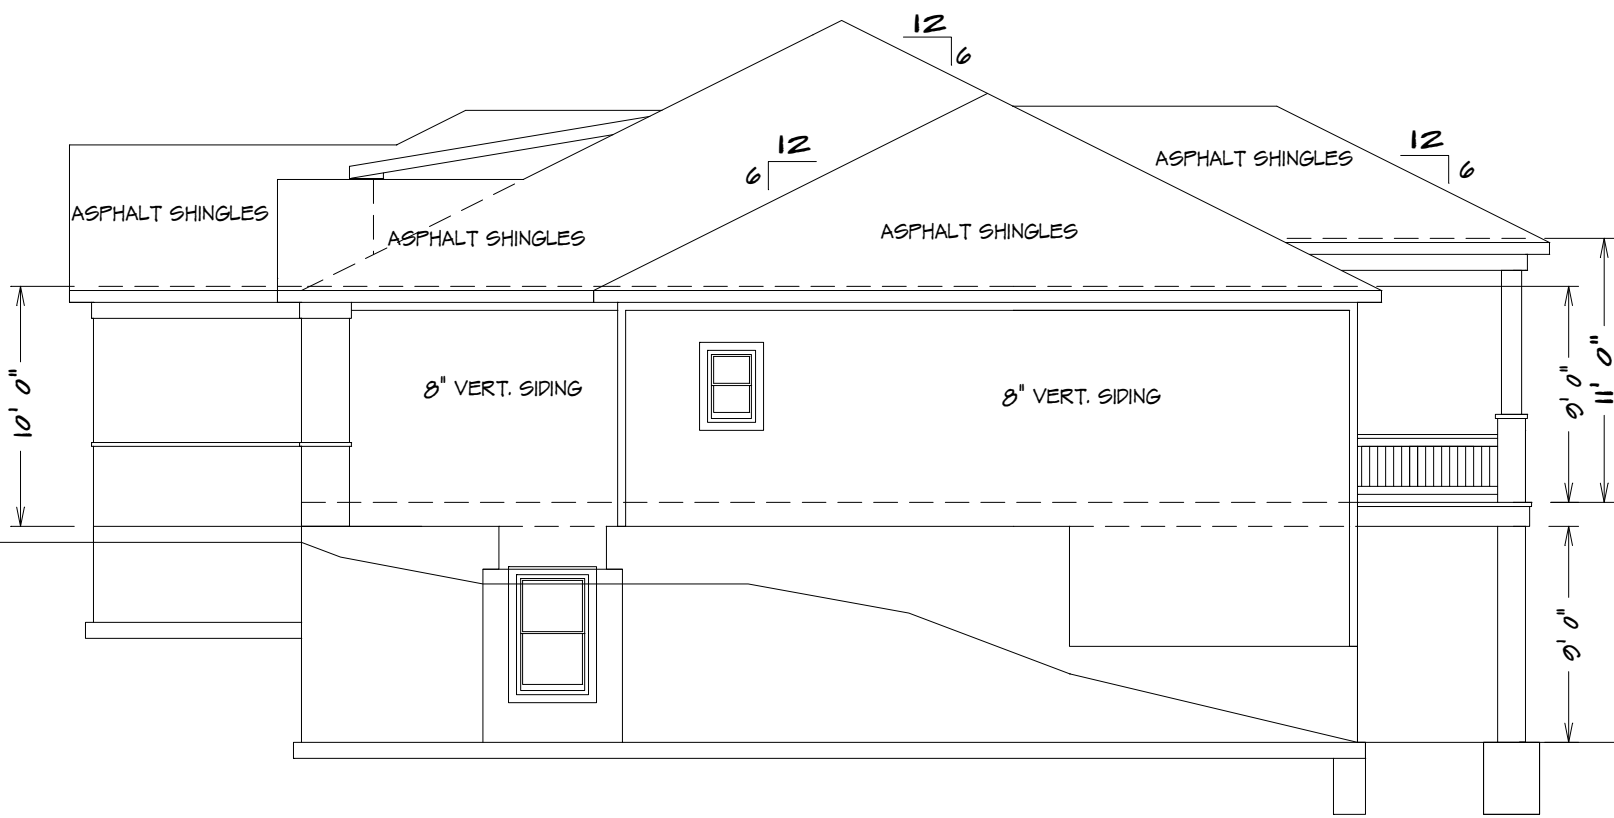 12
6
12
6
12
6
ASPHALT SHINGLES
ASPHALT SHINGLES
ASPHALT SHINGLES
ASPHALT SHINGLES
10' 0"
8" VERT. SIDING
8" VERT. SIDING
9' 0"
11' 0"
9' 0"